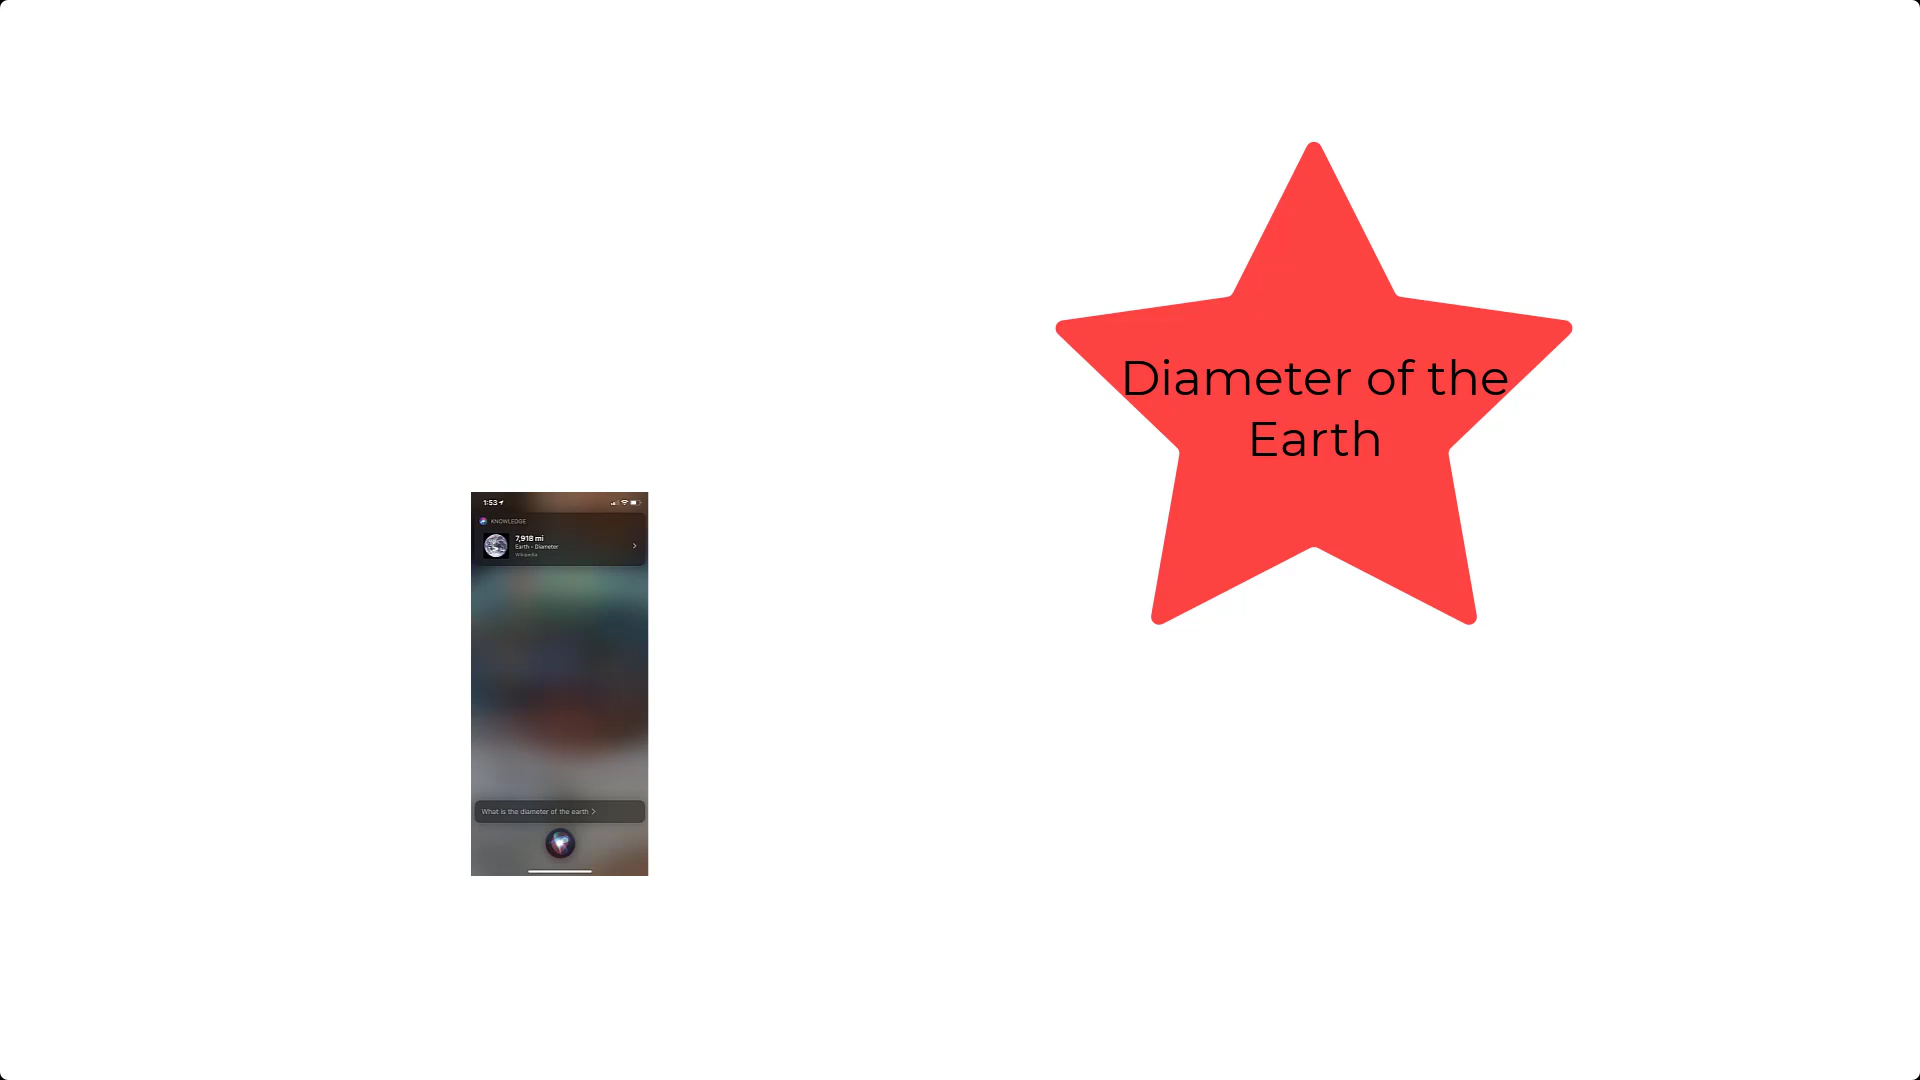 Diameter of the
Earth
1:53
KNOWLEDGE
7,918 mi
Earth - Diameter
Wikipedia
What is the diameter of the earth >